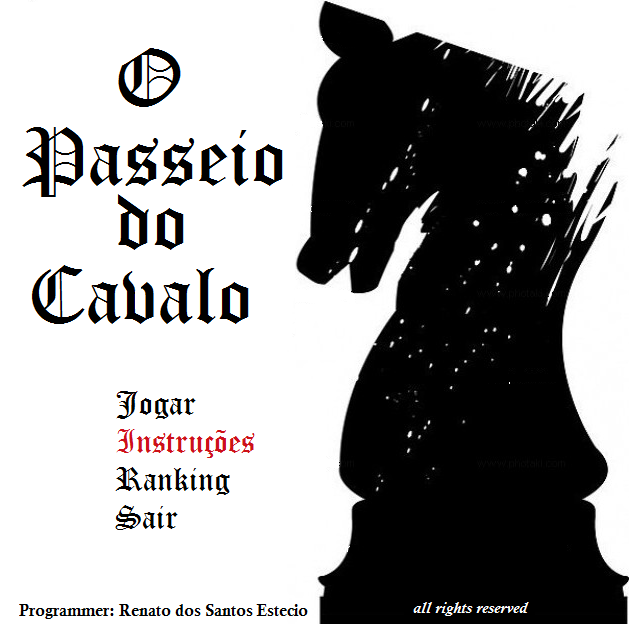 O
Passeio
do
Cavalo
Jogar
Instruções
Ranking
Sair
Programmer: Renato dos Santos Estecio
all rights reserved